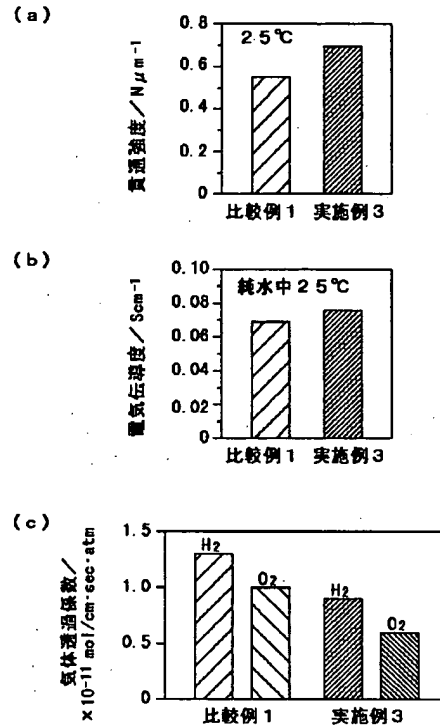 (a)
25℃
0.8
0.6
0.4
0.2
0
貫通強度／Nμm⁻¹
比較例1 実施例3
(b)
純水中25℃
0.10
0.08
0.06
0.04
0.02
0
電気伝導度／Scm⁻¹
比較例1 実施例3
(c)
1.5
1.0
0.5
0
気体透過係数／
×10⁻¹¹ mol/cm·sec·atm
H₂
O₂
H₂
O₂
比較例1 実施例3